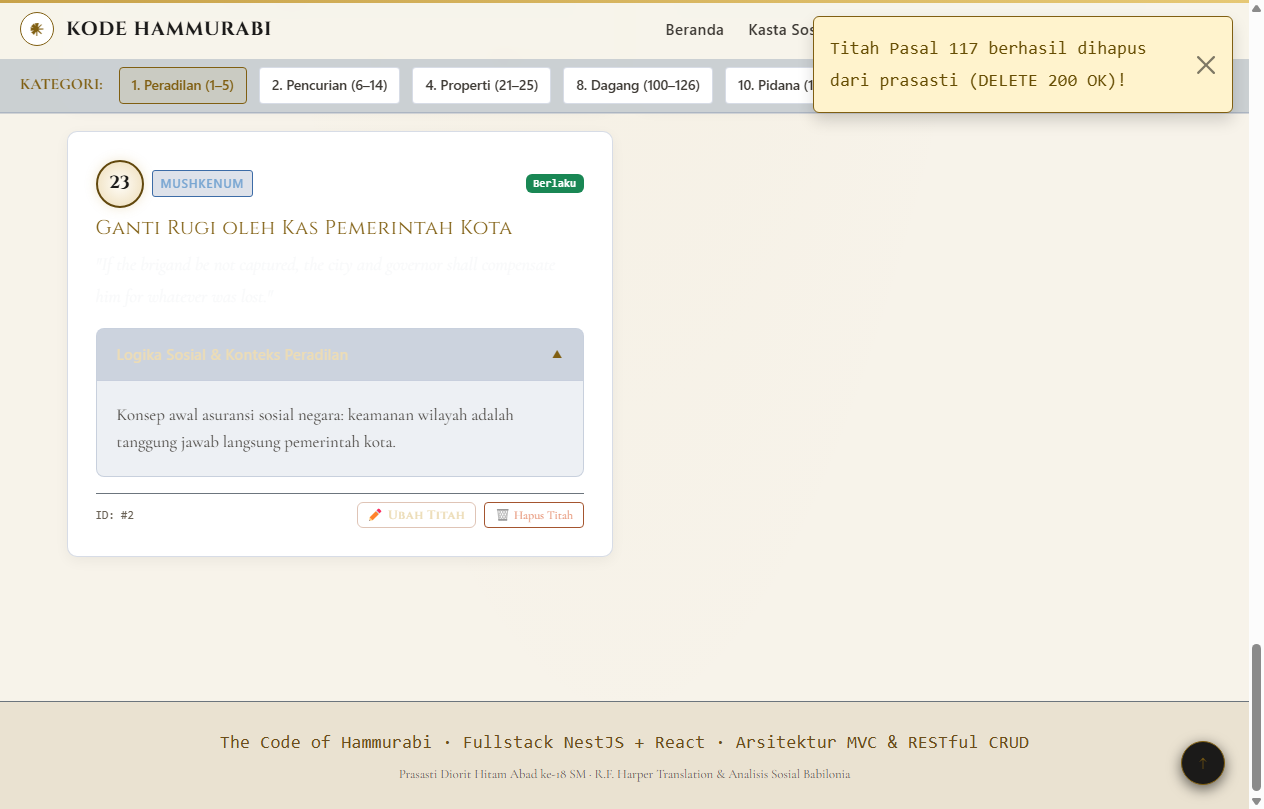 KODE HAMMURABI
Beranda
Kasta Sos
Titah Pasal 117 berhasil dihapus
dari prasasti (DELETE 200 OK)!
KATEGORI:
1. Peradilan (1–5)
2. Pencurian (6–14)
4. Properti (21–25)
8. Dagang (100–126)
10. Pidana (1
23
MUSHKENUM
Berlaku
Ganti Rugi oleh Kas Pemerintah Kota
"If the brigand be not captured, the city and governor shall compensate
him for whatever was lost."
Logika Sosial & Konteks Peradilan
▲
Konsep awal asuransi sosial negara: keamanan wilayah adalah
tanggung jawab langsung pemerintah kota.
ID: #2
Ubah Titah
Hapus Titah
The Code of Hammurabi · Fullstack NestJS + React · Arsitektur MVC & RESTful CRUD
Prasasti Diorit Hitam Abad ke-18 SM · R.F. Harper Translation & Analisis Sosial Babilonia
↑